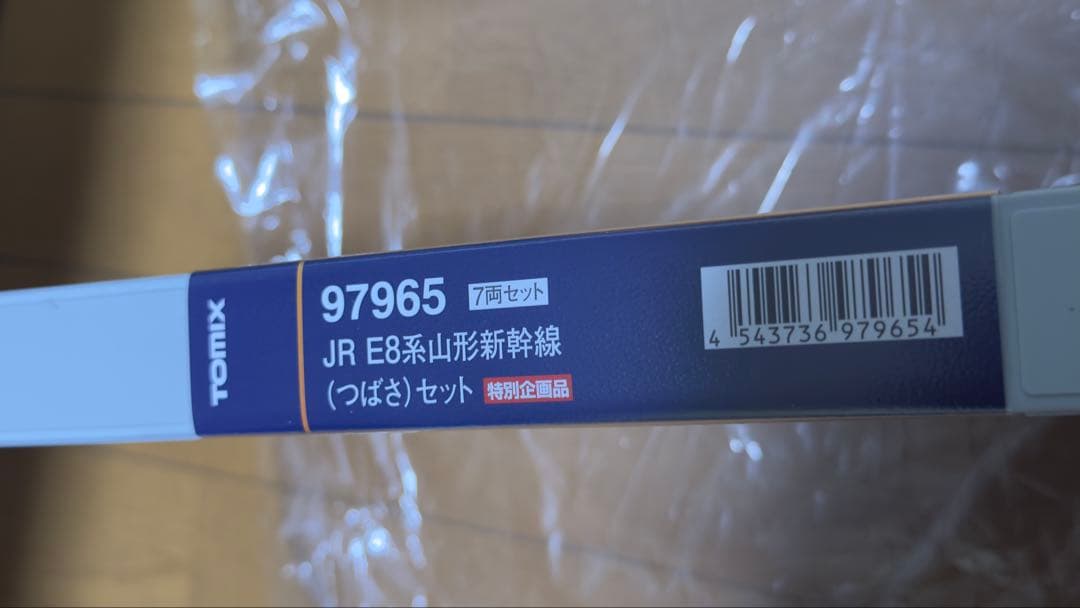 TOMIX
97965 7両セット
JR E8系山形新幹線
(つばさ)セット 特別企画品
4 543736 979654